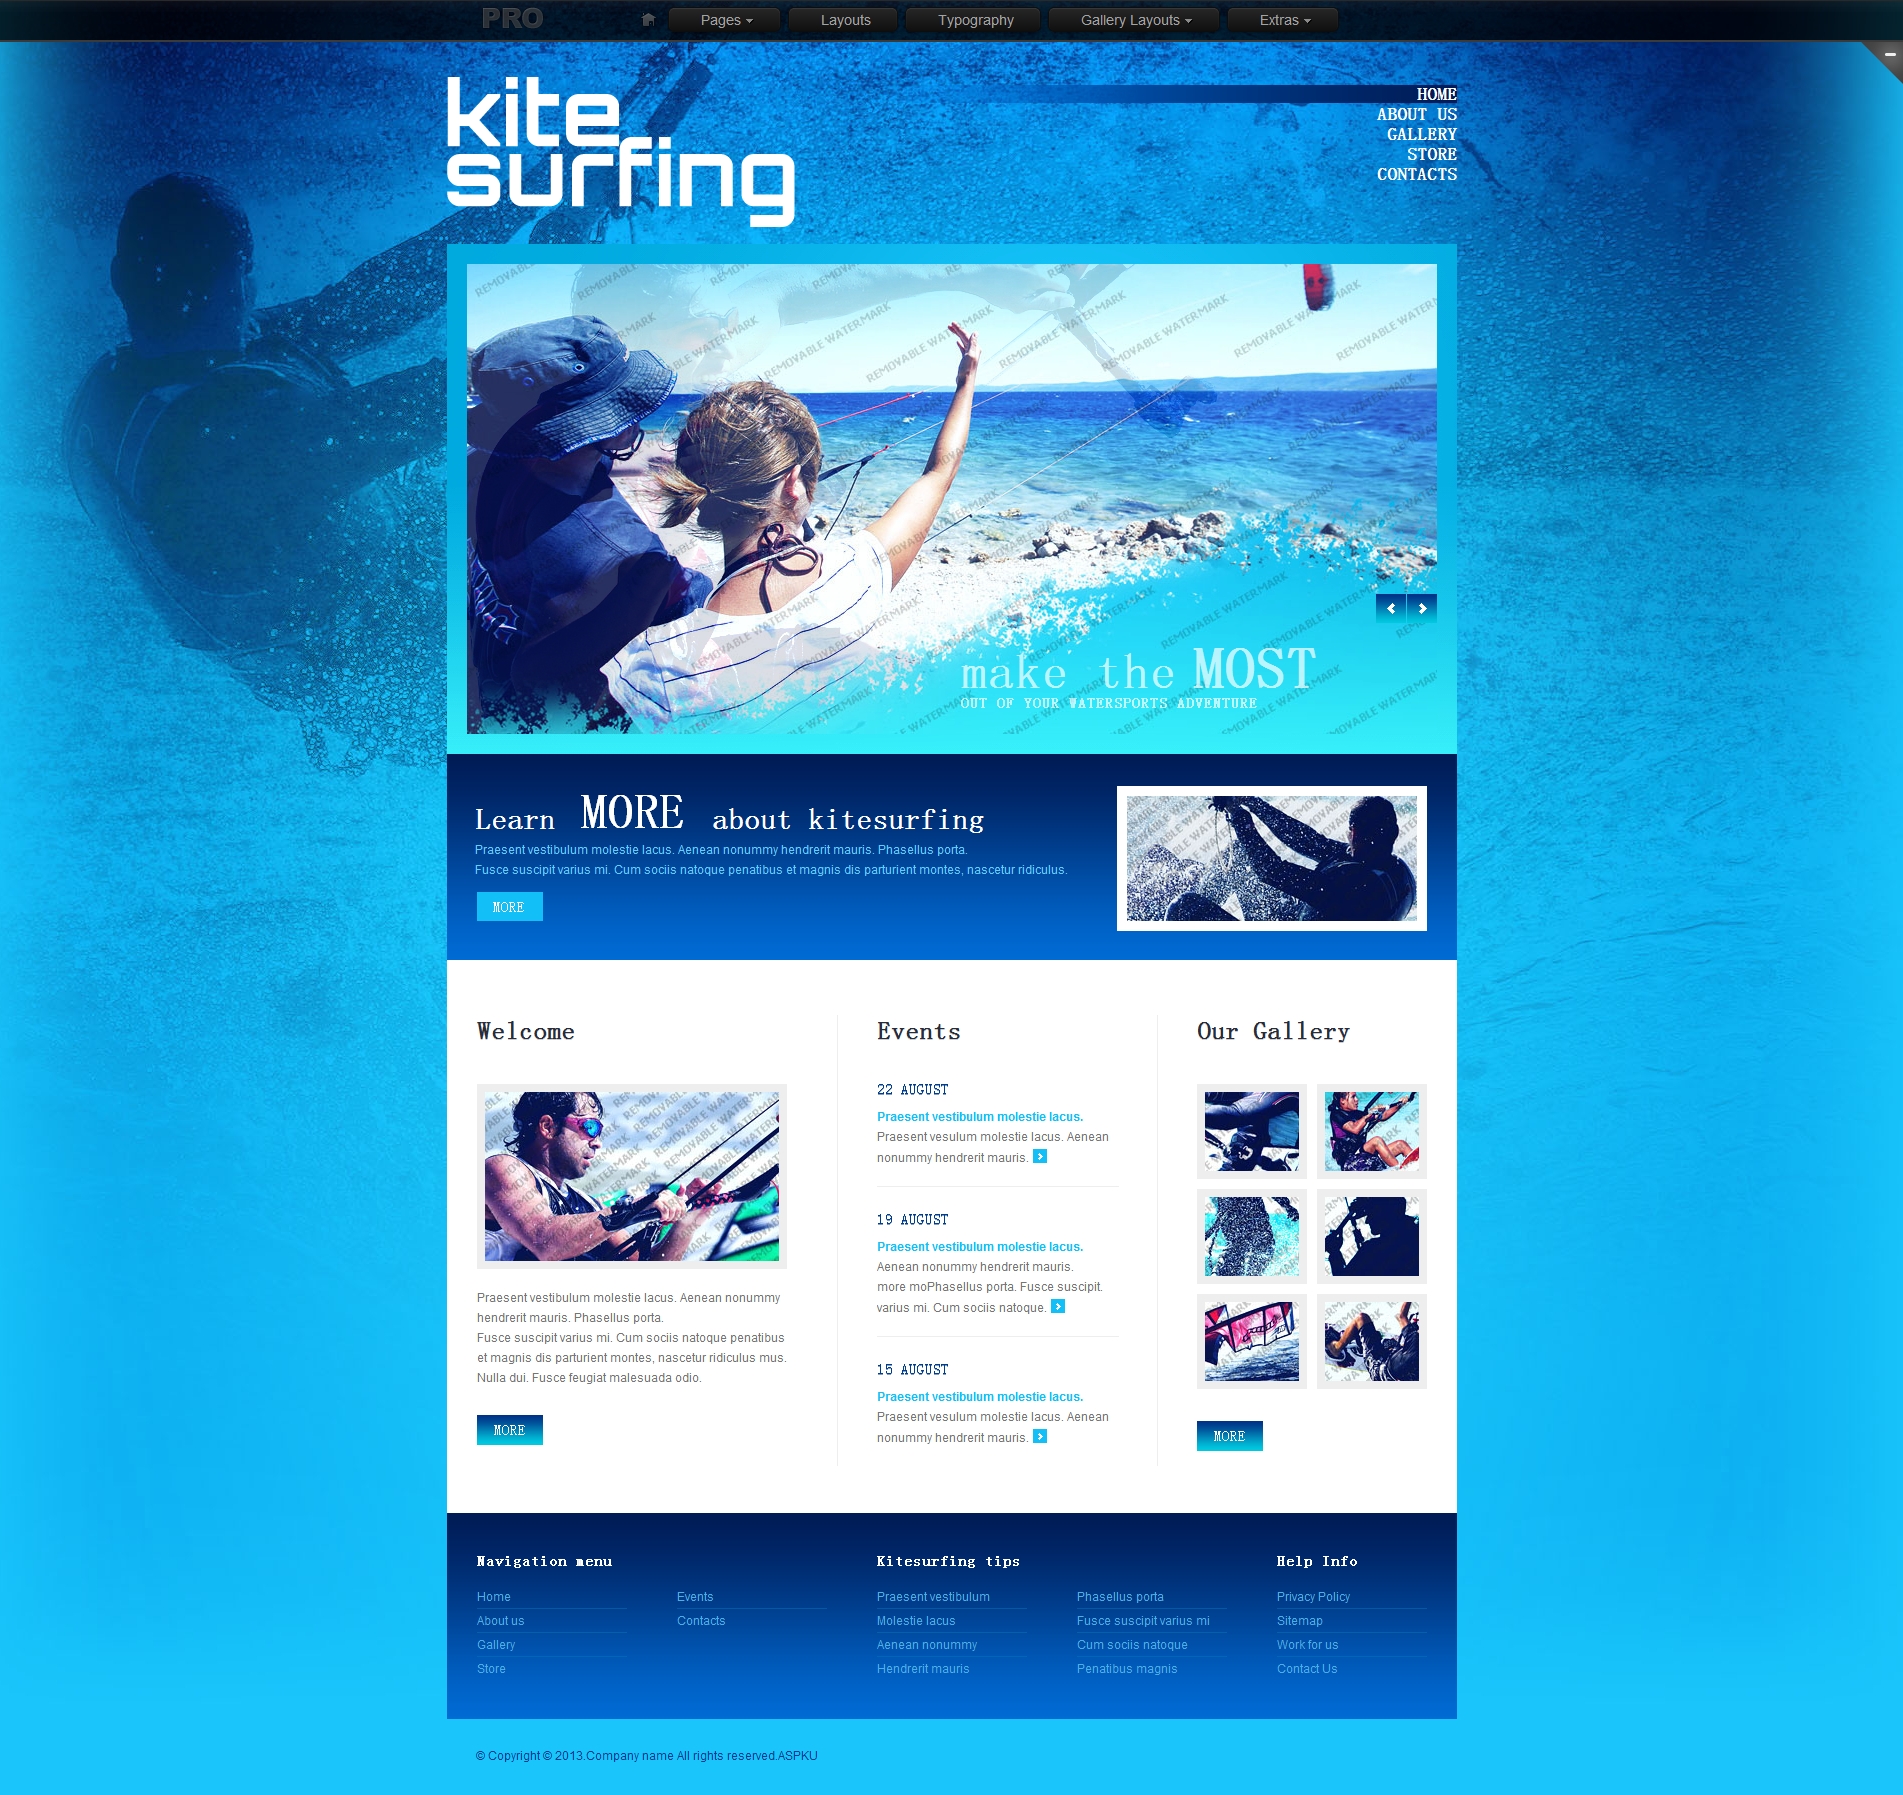 PRO
Pages
Layouts
Typography
Gallery Layouts
Extras
kite
surfing
HOME
ABOUT US
GALLERY
STORE
CONTACTS
REMOVABLE WATERMARK
make the MOST
OUT OF YOUR WATERSPORTS ADVENTURE
Learn MORE about kitesurfing
Praesent vestibulum molestie lacus. Aenean nonummy hendrerit mauris. Phasellus porta.
Fusce suscipit varius mi. Cum sociis natoque penatibus et magnis dis parturient montes, nascetur ridiculus.
MORE
Welcome
Praesent vestibulum molestie lacus. Aenean nonummy
hendrerit mauris. Phasellus porta.
Fusce suscipit varius mi. Cum sociis natoque penatibus
et magnis dis parturient montes, nascetur ridiculus mus.
Nulla dui. Fusce feugiat malesuada odio.
MORE
Events
22 AUGUST
Praesent vestibulum molestie lacus.
Praesent vesulum molestie lacus. Aenean
nonummy hendrerit mauris.
19 AUGUST
Praesent vestibulum molestie lacus.
Aenean nonummy hendrerit mauris.
more moPhasellus porta. Fusce suscipit.
varius mi. Cum sociis natoque.
15 AUGUST
Praesent vestibulum molestie lacus.
Praesent vesulum molestie lacus. Aenean
nonummy hendrerit mauris.
Our Gallery
MORE
Navigation menu
Home
About us
Gallery
Store
Events
Contacts
Kitesurfing tips
Praesent vestibulum
Molestie lacus
Aenean nonummy
Hendrerit mauris
Phasellus porta
Fusce suscipit varius mi
Cum sociis natoque
Penatibus magnis
Help Info
Privacy Policy
Sitemap
Work for us
Contact Us
© Copyright © 2013.Company name All rights reserved.ASPKU